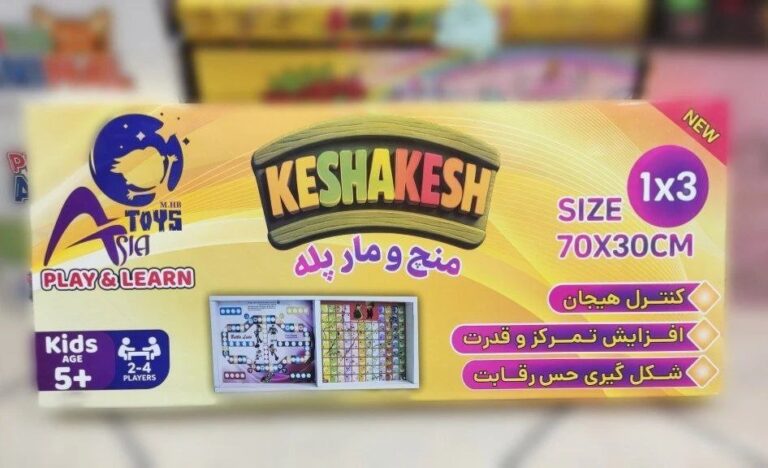 M.HB
TOYS
ASIA
PLAY & LEARN
Kids
AGE
5+
2-4
PLAYERS
KESHAKESH
منچ و مار پله
NEW
1x3
SIZE
70X30CM
کنترل هیجان
افزایش تمرکز و قدرت
شکل گیری حس رقابت